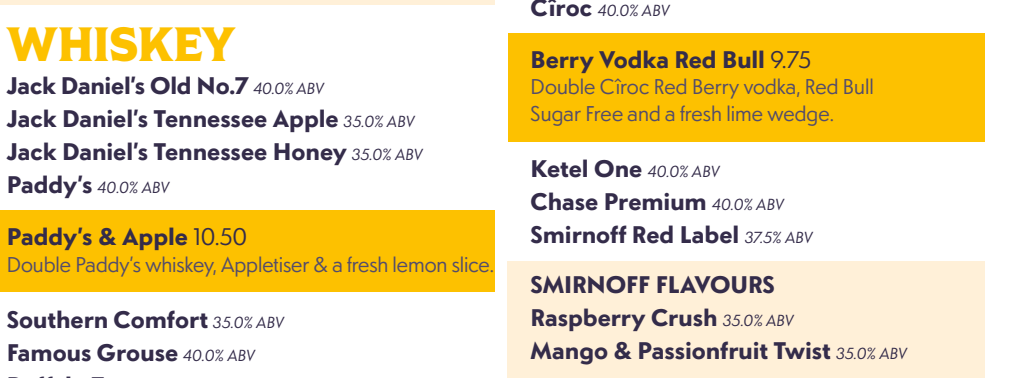 WHISKEY
Jack Daniel's Old No.7 40.0% ABV
Jack Daniel's Tennessee Apple 35.0% ABV
Jack Daniel's Tennessee Honey 35.0% ABV
Paddy's 40.0% ABV
Paddy's & Apple 10.50
Double Paddy's whiskey, Appletiser & a fresh lemon slice.
Southern Comfort 35.0% ABV
Famous Grouse 40.0% ABV
Cîroc 40.0% ABV
Berry Vodka Red Bull 9.75
Double Cîroc Red Berry vodka, Red Bull
Sugar Free and a fresh lime wedge.
Ketel One 40.0% ABV
Chase Premium 40.0% ABV
Smirnoff Red Label 37.5% ABV
SMIRNOFF FLAVOURS
Raspberry Crush 35.0% ABV
Mango & Passionfruit Twist 35.0% ABV